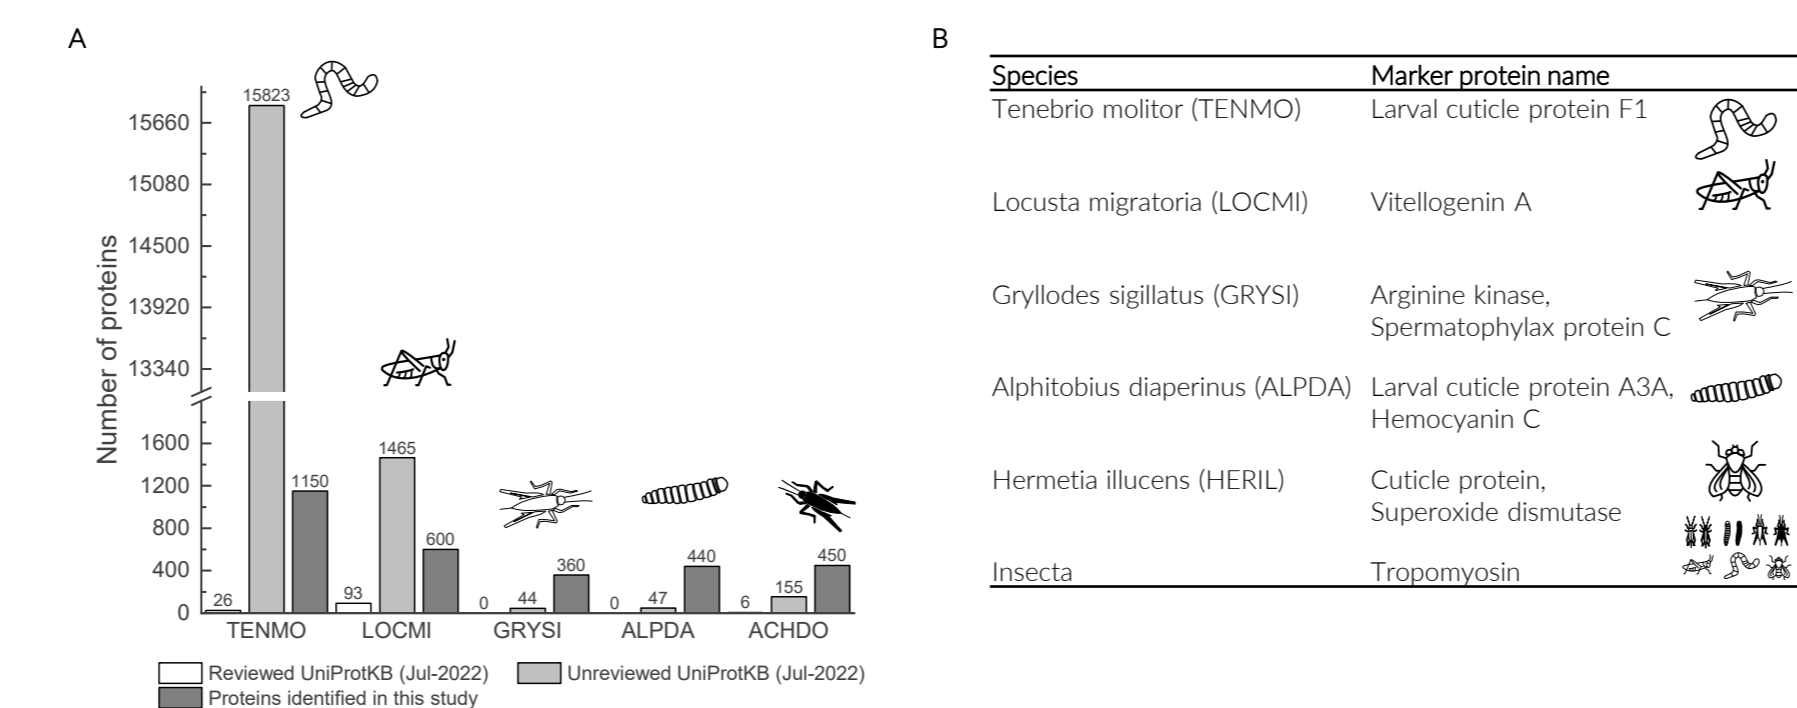 A
15823
15660
15080
14500
13920
13340
1600
1200
800
400
0
Number of proteins
26
1150
93
1465
600
0
44
360
0
47
440
6
155
450
TENMO LOCMI GRYSI ALPDA ACHDO
Reviewed UniProtKB (Jul-2022) Unreviewed UniProtKB (Jul-2022)
Proteins identified in this study
B
Species Marker protein name
Tenebrio molitor (TENMO) Larval cuticle protein F1
Locusta migratoria (LOCMI) Vitellogenin A
Gryllodes sigillatus (GRYSI) Arginine kinase,
Spermatophylax protein C
Alphitobius diaperinus (ALPDA) Larval cuticle protein A3A,
Hemocyanin C
Hermetia illucens (HERIL) Cuticle protein,
Superoxide dismutase
Insecta Tropomyosin